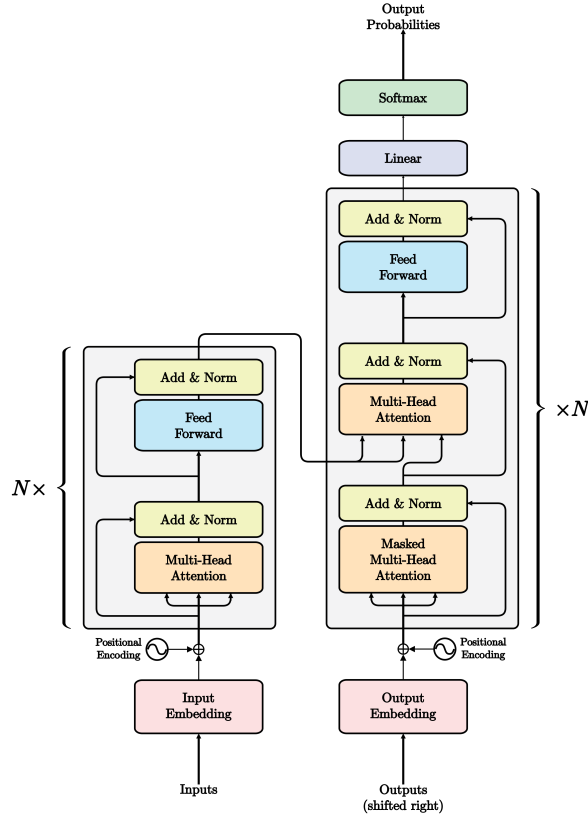 Output
Probabilities
Softmax
Linear
Add & Norm
Feed
Forward
Add & Norm
Multi-Head
Attention
Add & Norm
Masked
Multi-Head
Attention
× N
Positional
Encoding
Output
Embedding
Outputs
(shifted right)
Add & Norm
Feed
Forward
N ×
Add & Norm
Multi-Head
Attention
Positional
Encoding
Input
Embedding
Inputs